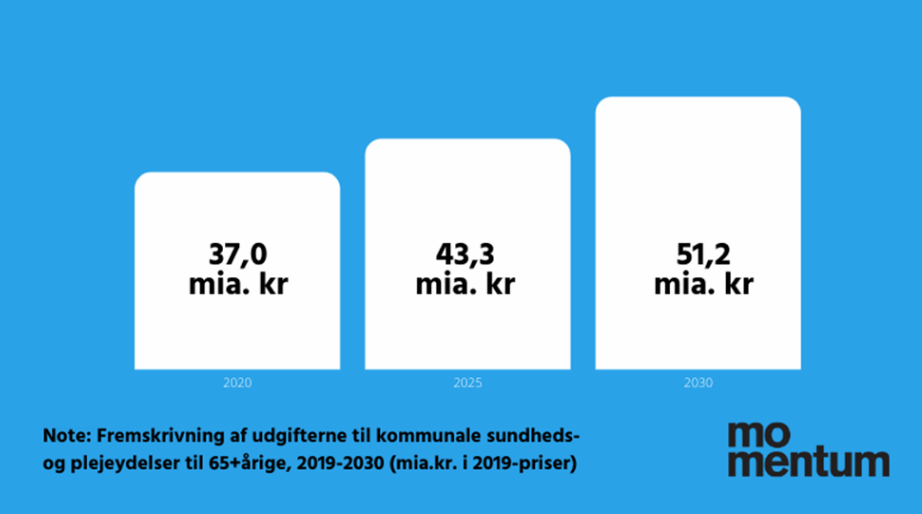 37,0
mia. kr
43,3
mia. kr
51,2
mia. kr
2020
2025
2030
Note: Fremskrivning af udgifterne til kommunale sundheds-
og plejeydelser til 65+årige, 2019-2030 (mia.kr. i 2019-priser)
mo
mentum